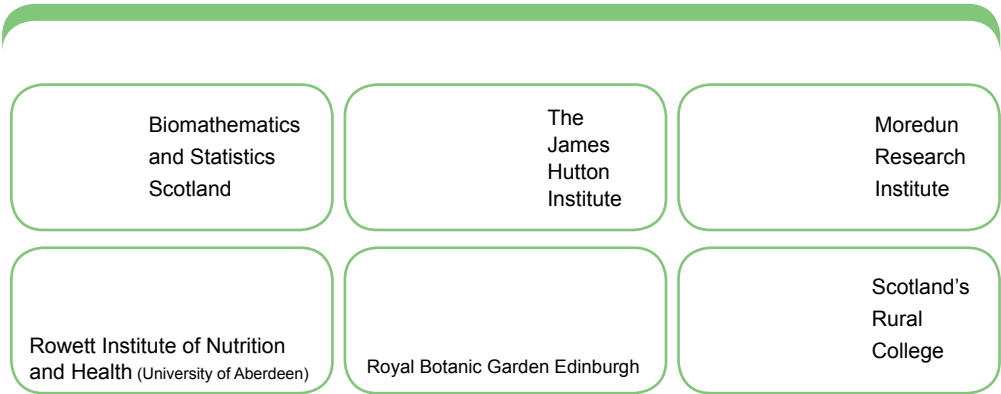 Biomathematics
and Statistics
Scotland
The
James
Hutton
Institute
Moredun
Research
Institute
Rowett Institute of Nutrition
and Health (University of Aberdeen)
Royal Botanic Garden Edinburgh
Scotland’s
Rural
College